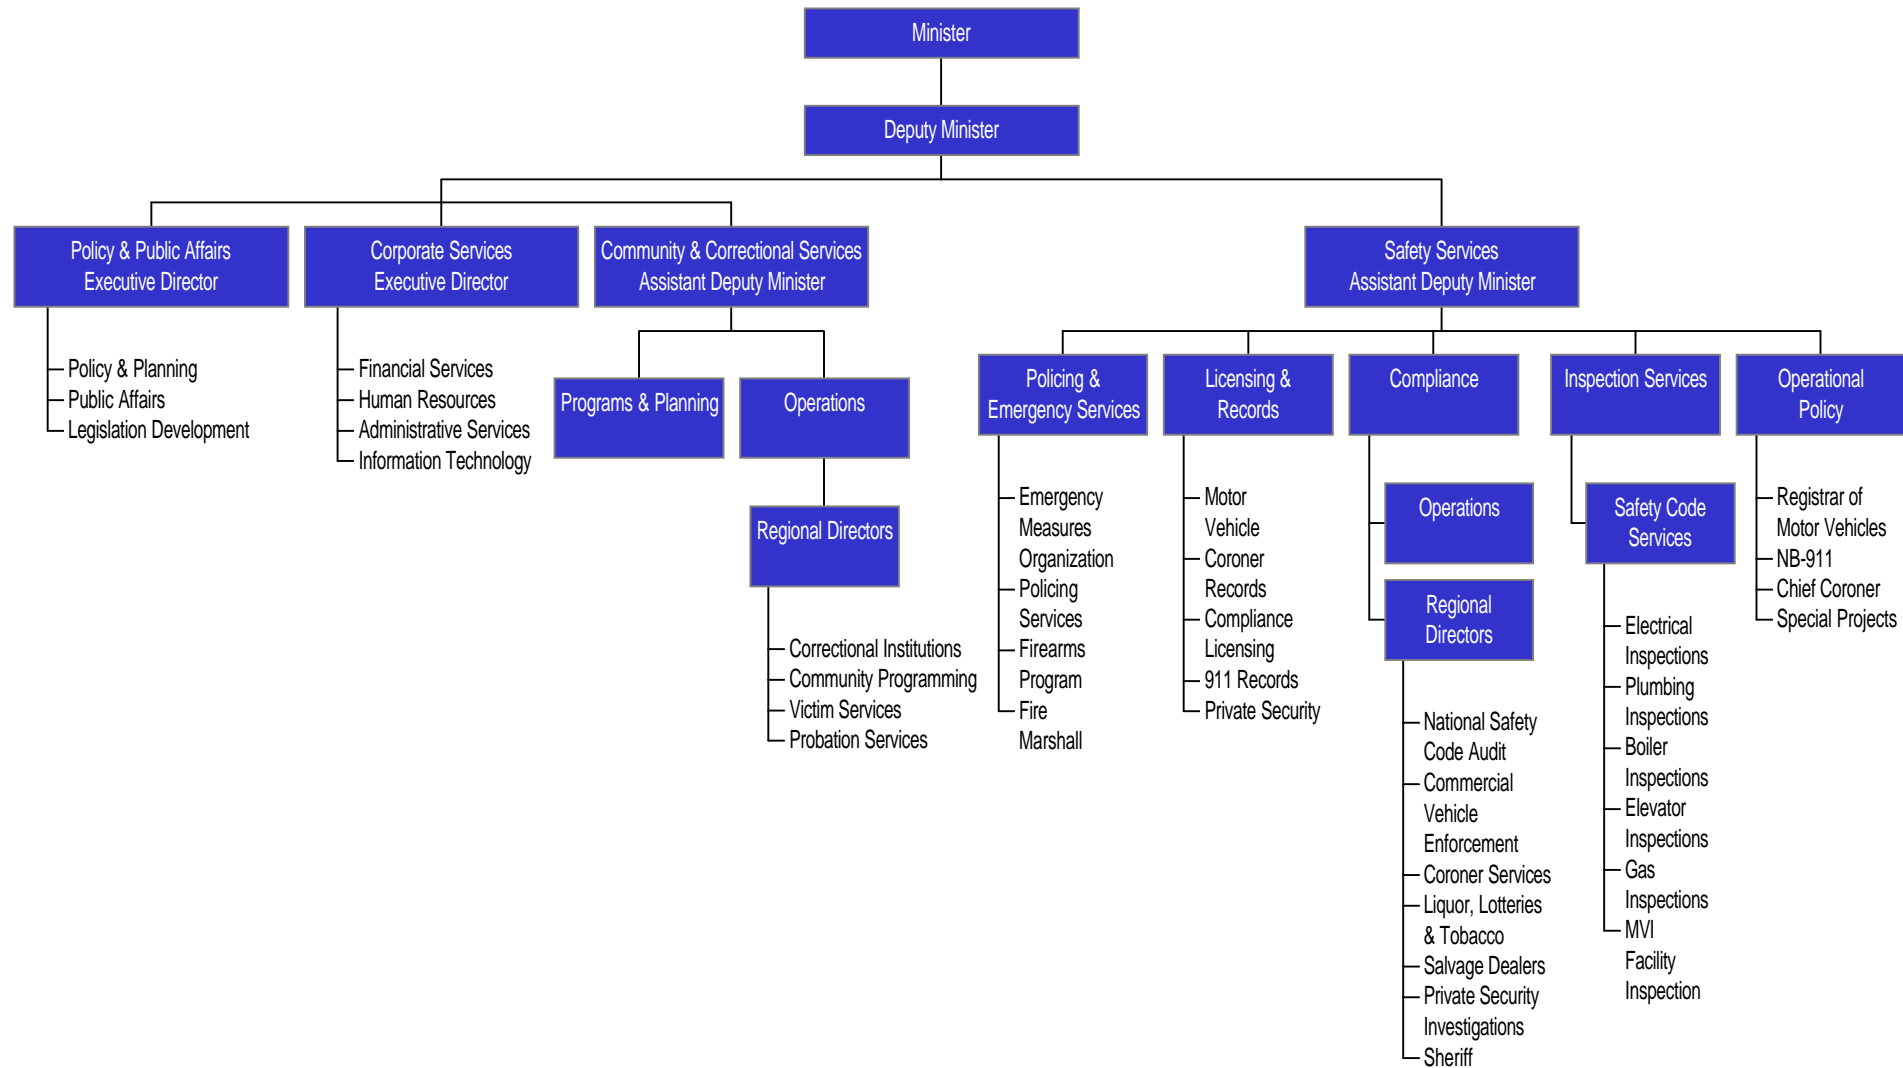 Minister
Deputy Minister
Policy & Public Affairs
Executive Director
Policy & Planning
Public Affairs
Legislation Development
Corporate Services
Executive Director
Financial Services
Human Resources
Administrative Services
Information Technology
Community & Correctional Services
Assistant Deputy Minister
Programs & Planning
Operations
Regional Directors
Correctional Institutions
Community Programming
Victim Services
Probation Services
Safety Services
Assistant Deputy Minister
Policing &
Emergency Services
Emergency
Measures
Organization
Policing
Services
Firearms
Program
Fire
Marshall
Licensing &
Records
Motor
Vehicle
Coroner
Records
Compliance
Licensing
911 Records
Private Security
Compliance
Operations
Regional
Directors
National Safety
Code Audit
Commercial
Vehicle
Enforcement
Coroner Services
Liquor, Lotteries
& Tobacco
Salvage Dealers
Private Security
Investigations
Sheriff
Inspection Services
Safety Code
Services
Electrical
Inspections
Plumbing
Inspections
Boiler
Inspections
Elevator
Inspections
Gas
Inspections
MVI
Facility
Inspection
Operational
Policy
Registrar of
Motor Vehicles
NB-911
Chief Coroner
Special Projects